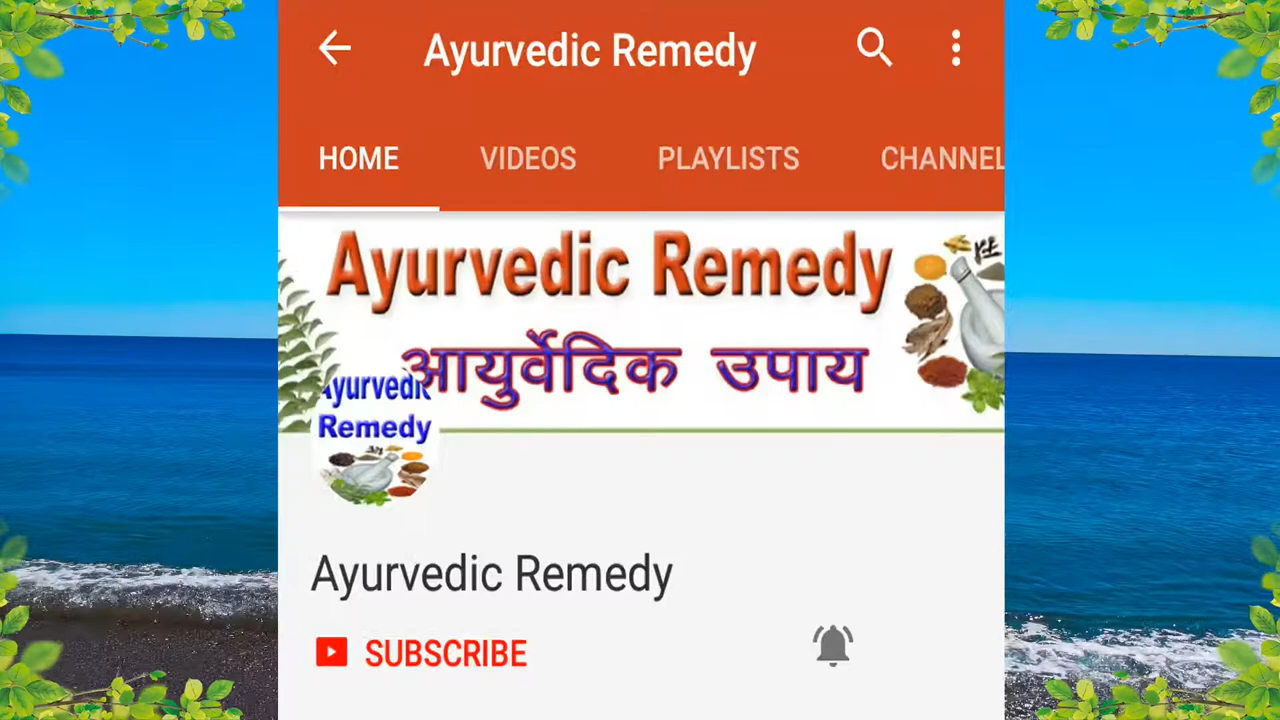 Ayurvedic Remedy
HOME VIDEOS PLAYLISTS CHANNEL
Ayurvedic Remedy
आयुर्वेदिक उपाय
Remedy
Ayurvedic Remedy
SUBSCRIBE